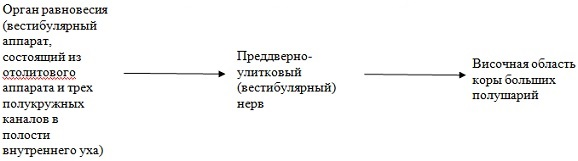 Орган равновесия
(вестибулярный
аппарат,
состоящий из
отолитового
аппарата и трех
полукружных
каналов в
полости
внутреннего уха)
Преддверно-
улитковый
(вестибулярный)
нерв
Височная область
коры больших
полушарий